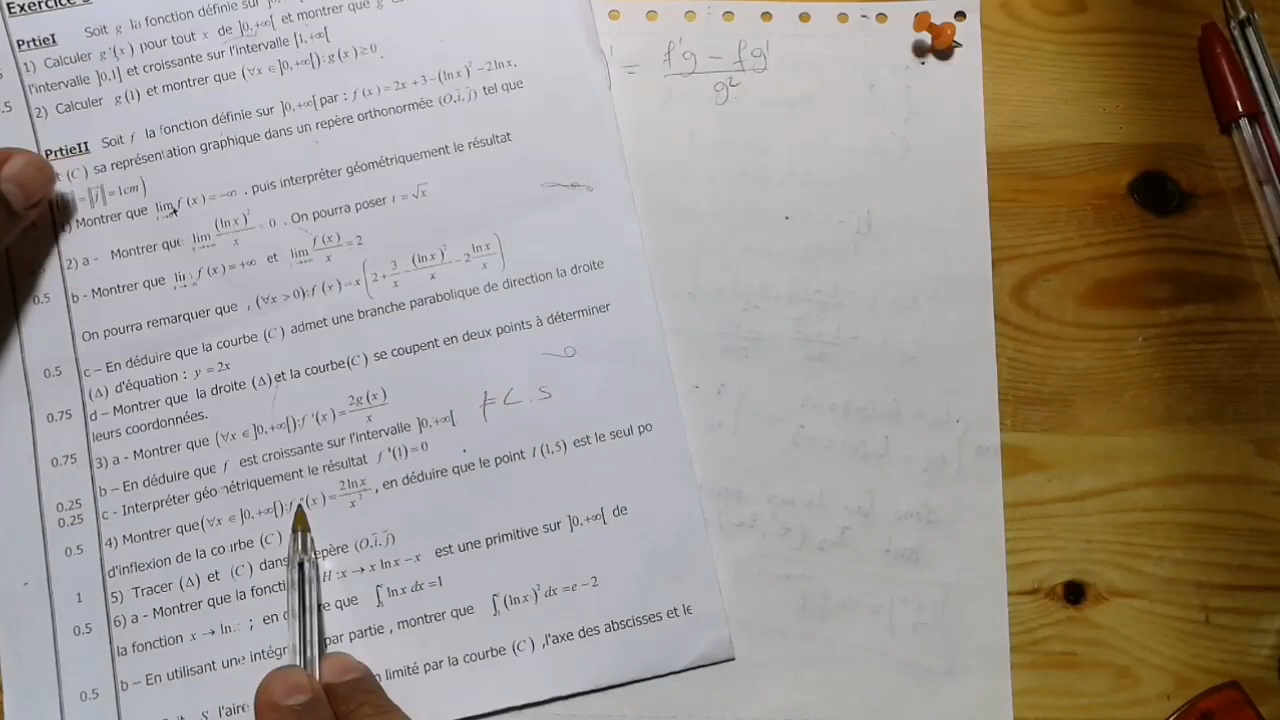 Exercice
PrtieI Soit g la fonction définie sur ]0,+∞[
1) Calculer g'(x) pour tout x de ]0,+∞[ et montrer que g
l'intervalle ]0,1] et croissante sur l'intervalle [1,+∞[
.5 2) Calculer g(1) et montrer que (∀x ∈ ]0,+∞[): g(x) ≥ 0 .
PrtieII Soit f la fonction définie sur ]0,+∞[ par : f(x) = 2x + 3 − (ln x)² − 2 ln x.
(C) sa représentation graphique dans un repère orthonormée (O,i,j) tel que
= ||j|| = 1cm)
1) Montrer que lim f(x) = −∞ . puis interpréter géométriquement le résultat
2) a - Montrer que lim (ln x)²/x = 0 . On pourra poser t = √x
0.5 b - Montrer que lim f(x) = +∞ et lim f(x)/x = 2
On pourra remarquer que , (∀x > 0): f(x) = x(2 + 3/x − (ln x)²/x − 2 ln x/x)
0.5 c – En déduire que la courbe (C) admet une branche parabolique de direction la droite
(Δ) d'équation : y = 2x
0.75 d – Montrer que la droite (Δ) et la courbe (C) se coupent en deux points à déterminer
leurs coordonnées.
0.75 3) a - Montrer que (∀x ∈ ]0,+∞[): f'(x) = 2g(x)/x
0.25 b – En déduire que f est croissante sur l'intervalle ]0,+∞[
0.25 c - Interpréter géométriquement le résultat f'(1) = 0
0.5 4) Montrer que (∀x ∈ ]0,+∞[): (x) = 2 ln x/x² , en déduire que le point I(1,5) est le seul po
d'inflexion de la courbe (C)
1 5) Tracer (Δ) et (C) dans repère (O,i,j)
0.5 6) a - Montrer que la foncti H : x → x ln x − x est une primitive sur ]0,+∞[ de
la fonction x → ln ; en que ∫ ln x dx = 1
0.5 b – En utilisant une intégr par partie , montrer que ∫ (ln x)² dx = e − 2
S l'aire limité par la courbe (C) ,l'axe des abscisses et le
' = f'g − fg' / g²